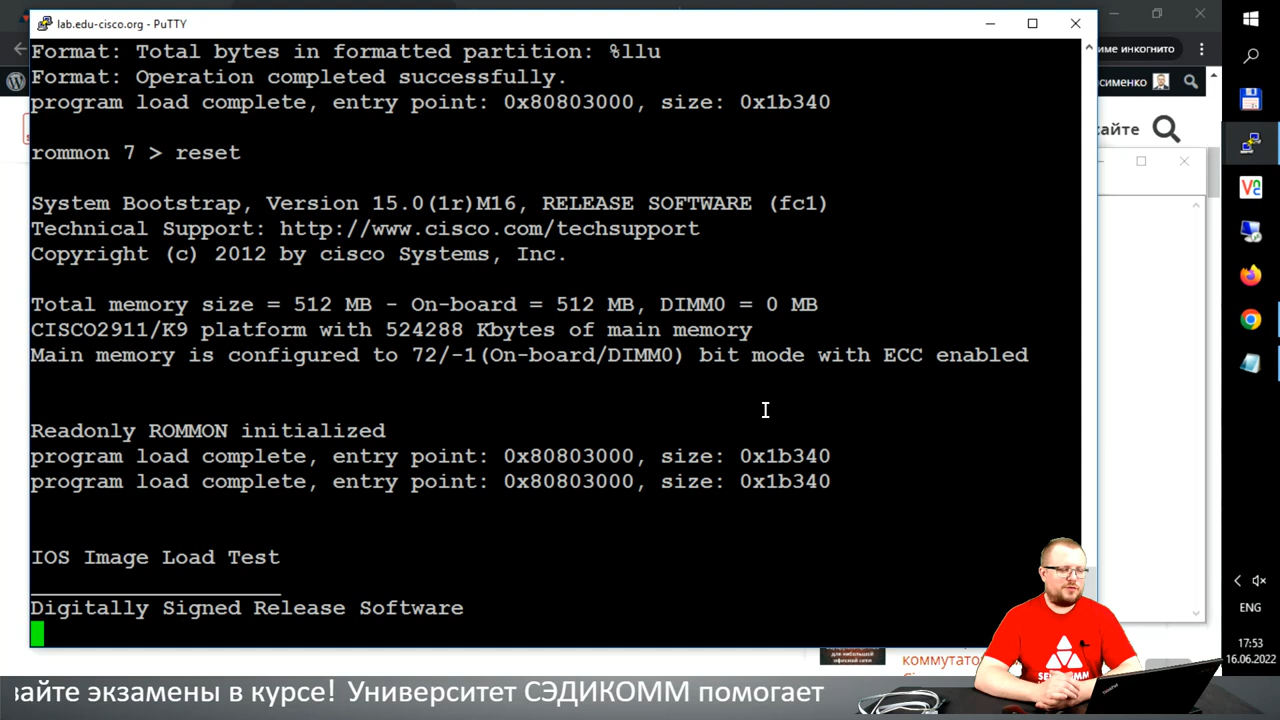 lab.edu-cisco.org - PuTTY
Format: Total bytes in formatted partition: %llu
Format: Operation completed successfully.
program load complete, entry point: 0x80803000, size: 0x1b340
rommon 7 > reset
System Bootstrap, Version 15.0(1r)M16, RELEASE SOFTWARE (fc1)
Technical Support: http://www.cisco.com/techsupport
Copyright (c) 2012 by cisco Systems, Inc.
Total memory size = 512 MB - On-board = 512 MB, DIMM0 = 0 MB
CISCO2911/K9 platform with 524288 Kbytes of main memory
Main memory is configured to 72/-1(On-board/DIMM0) bit mode with ECC enabled
Readonly ROMMON initialized
program load complete, entry point: 0x80803000, size: 0x1b340
program load complete, entry point: 0x80803000, size: 0x1b340
IOS Image Load Test
___________________
Digitally Signed Release Software
име инкогнито
сименко
сайте
коммутато
ENG
17:53
16.06.2022
вайте экзамены в курсе! Университет СЭДИКОММ помогает